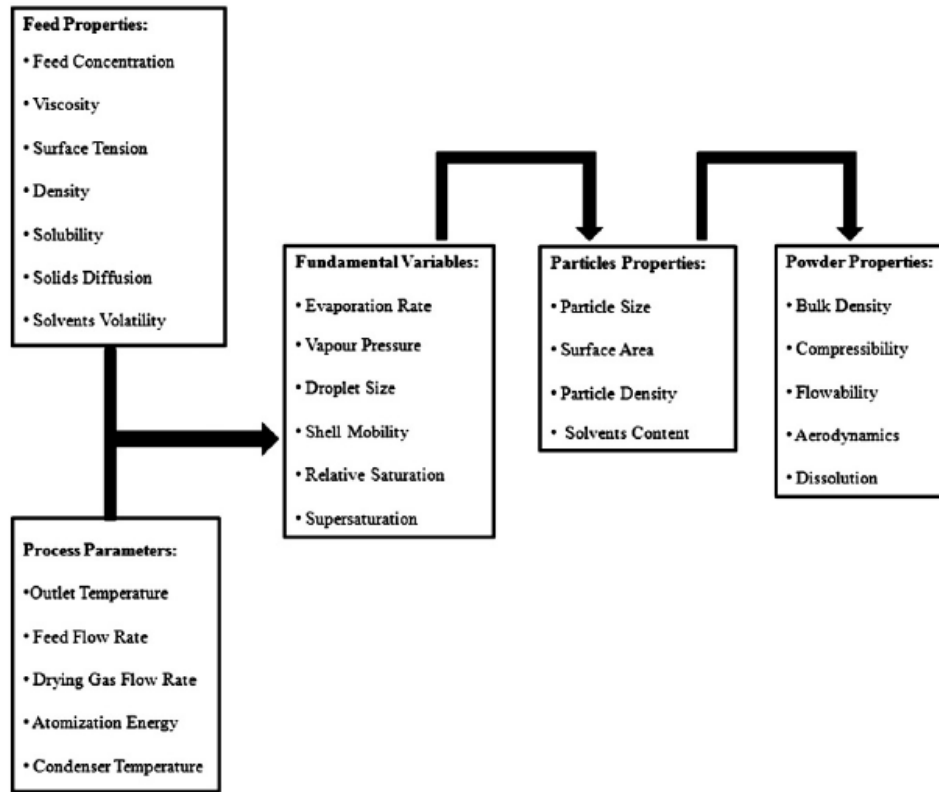 Feed Properties:
• Feed Concentration
• Viscosity
• Surface Tension
• Density
• Solubility
• Solids Diffusion
• Solvents Volatility
Process Parameters:
•Outlet Temperature
• Feed Flow Rate
• Drying Gas Flow Rate
• Atomization Energy
• Condenser Temperature
Fundamental Variables:
• Evaporation Rate
• Vapour Pressure
• Droplet Size
• Shell Mobility
• Relative Saturation
• Supersaturation
Particles Properties:
• Particle Size
• Surface Area
• Particle Density
• Solvents Content
Powder Properties:
• Bulk Density
• Compressibility
• Flowability
• Aerodynamics
• Dissolution